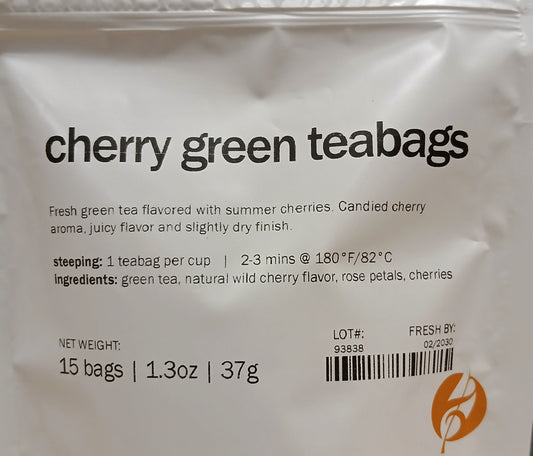 cherry green teabags
Fresh green tea flavored with summer cherries. Candied cherry
aroma, juicy flavor and slightly dry finish.
steeping: 1 teabag per cup | 2-3 mins @ 180°F/82°C
ingredients: green tea, natural wild cherry flavor, rose petals, cherries
NET WEIGHT:
15 bags | 1.3oz | 37g
LOT#:
93838
FRESH BY:
02/2030